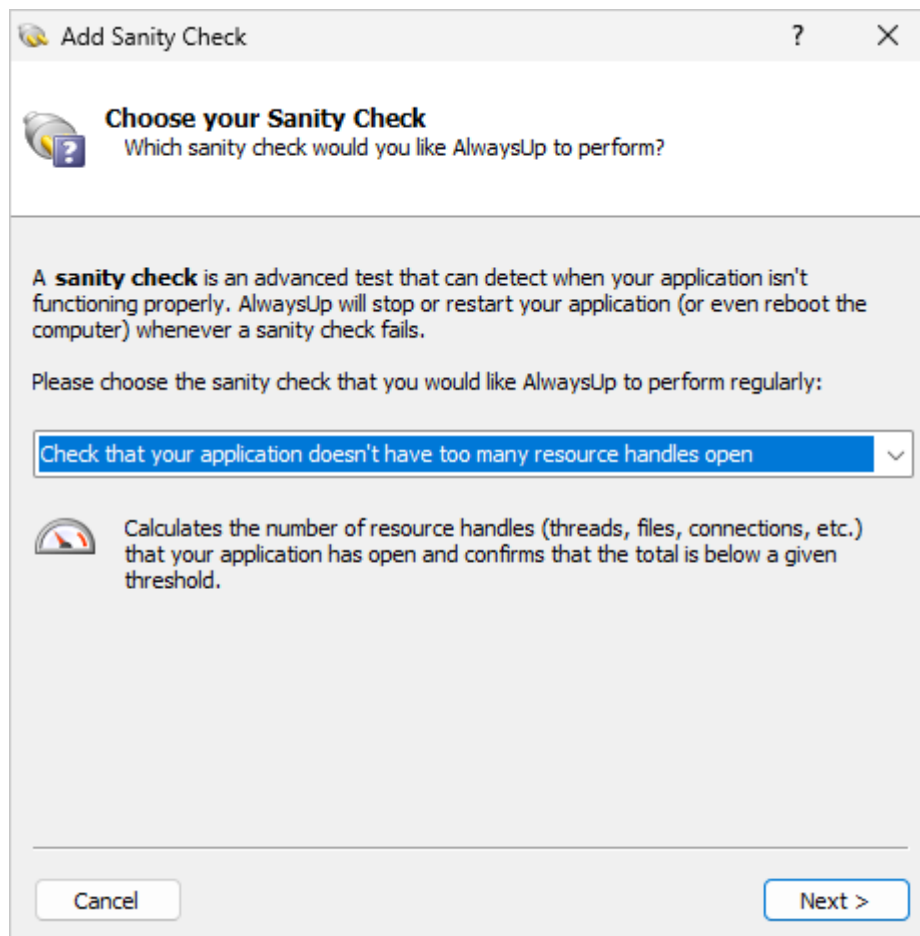 Add Sanity Check
?
Choose your Sanity Check
Which sanity check would you like AlwaysUp to perform?
?
A sanity check is an advanced test that can detect when your application isn't
functioning properly. AlwaysUp will stop or restart your application (or even reboot the
computer) whenever a sanity check fails.
Please choose the sanity check that you would like AlwaysUp to perform regularly:
Check that your application doesn't have too many resource handles open
Calculates the number of resource handles (threads, files, connections, etc.)
that your application has open and confirms that the total is below a given
threshold.
Cancel
Next >